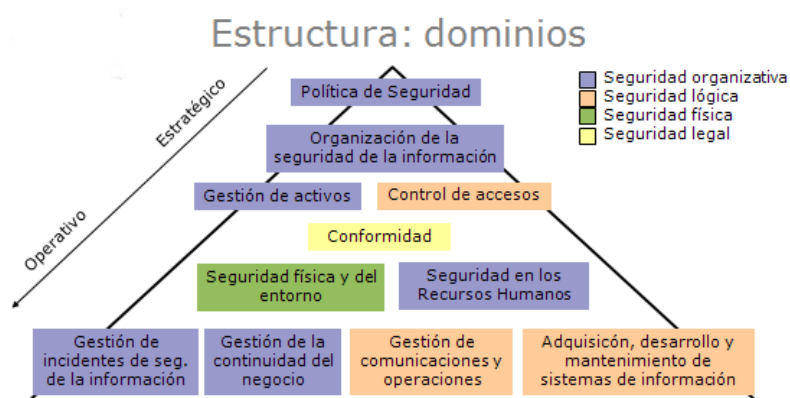 Estructura: dominios
Seguridad organizativa
Seguridad lógica
Seguridad física
Seguridad legal
Estratégico
Operativo
Política de Seguridad
Organización de la
seguridad de la información
Gestión de activos
Control de accesos
Conformidad
Seguridad física y del
entorno
Seguridad en los
Recursos Humanos
Gestión de
incidentes de seg.
de la información
Gestión de la
continuidad del
negocio
Gestión de
comunicaciones y
operaciones
Adquisicón, desarrollo y
mantenimiento de
sistemas de información